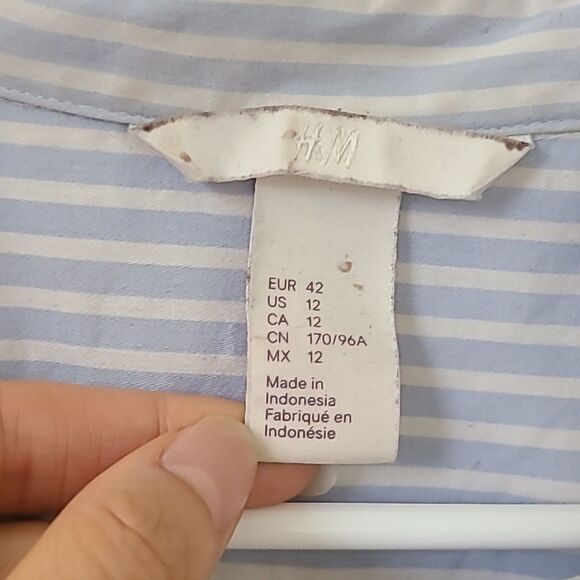 H&M
EUR 42
US 12
CA 12
CN 170/96A
MX 12
Made in
Indonesia
Fabriqué en
Indonésie